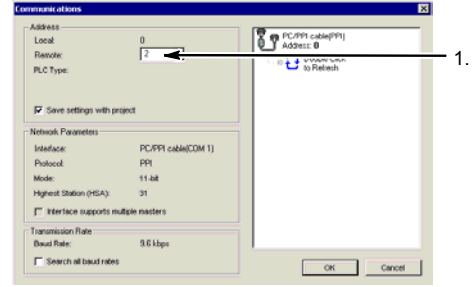 Communications
Address
Local: 0
Remote: 2
PLC Type:
Save settings with project
Network Parameters
Interface: PC/PPI cable(COM 1)
Protocol: PPI
Mode: 11-bit
Highest Station (HSA): 31
Interface supports multiple masters
Transmission Rate
Baud Rate: 9.6 kbps
Search all baud rates
PC/PPI cable(PPI)
Address: 0
Double Click
to Refresh
1.
OK
Cancel